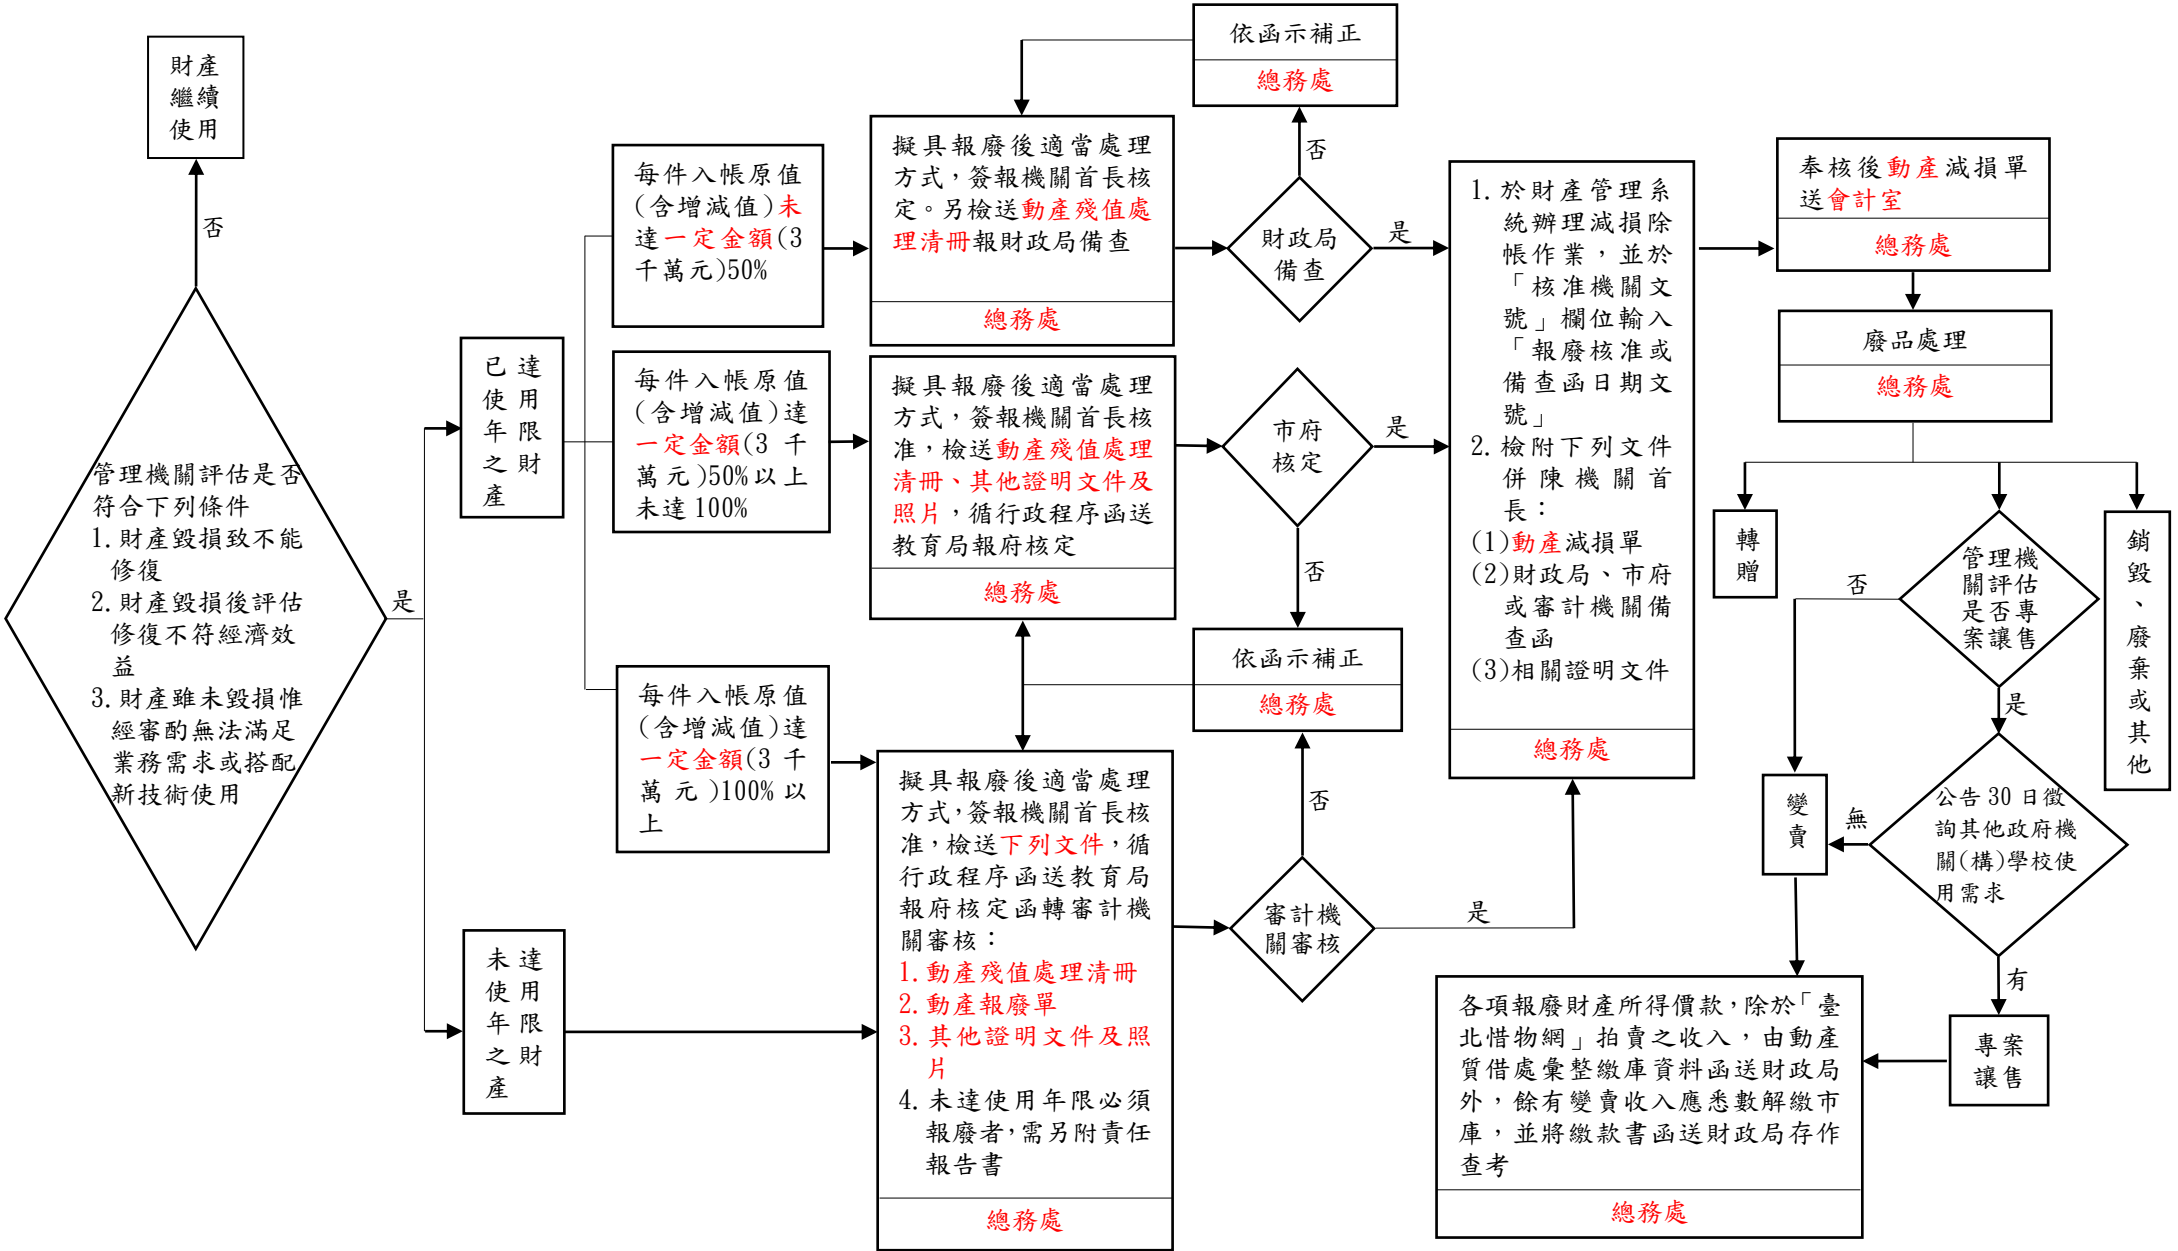 財產
繼續
使用
否
管理機關評估是否
符合下列條件
1.財產毀損致不能
修復
2.財產毀損後評估
修復不符經濟效
益
3.財產雖未毀損惟
經審酌無法滿足
業務需求或搭配
新技術使用
是
已達
使用
年限
之財
產
未達
使用
年限
之財
產
每件入帳原值
(含增減值)未
達一定金額(3
千萬元)50%
每件入帳原值
(含增減值)達
一定金額(3 千
萬元)50%以上
未達 100%
每件入帳原值
(含增減值)達
一定金額(3 千
萬元)100%以
上
擬具報廢後適當處理
方式,簽報機關首長核
定。另檢送動產殘值處
理清冊報財政局備查
總務處
擬具報廢後適當處理
方式,簽報機關首長核
准,檢送動產殘值處理
清冊、其他證明文件及
照片,循行政程序函送
教育局報府核定
總務處
擬具報廢後適當處理
方式,簽報機關首長核
准,檢送下列文件,循
行政程序函送教育局
報府核定函轉審計機
關審核:
1.動產殘值處理清冊
2.動產報廢單
3.其他證明文件及照
片
4.未達使用年限必須
報廢者,需另附責任
報告書
總務處
依函示補正
總務處
否
財政局
備查
是
市府
核定
是
否
依函示補正
總務處
否
審計機
關審核
是
1.於財產管理系
統辦理減損除
帳作業,並於
「核准機關文
號」欄位輸入
「報廢核准或
備查函日期文
號」
2.檢附下列文件
併陳機關首
長:
(1)動產減損單
(2)財政局、市府
或審計機關備
查函
(3)相關證明文件
總務處
奉核後動產減損單
送會計室
總務處
廢品處理
總務處
轉
贈
管理機
關評估
是否專
案讓售
否
是
銷
毀
、
廢
棄
或
其
他
變
賣
無
公告 30 日徵
詢其他政府機
關(構)學校使
用需求
有
專案
讓售
各項報廢財產所得價款,除於「臺
北惜物網」拍賣之收入,由動產
質借處彙整繳庫資料函送財政局
外,餘有變賣收入應悉數解繳市
庫,並將繳款書函送財政局存作
查考
總務處